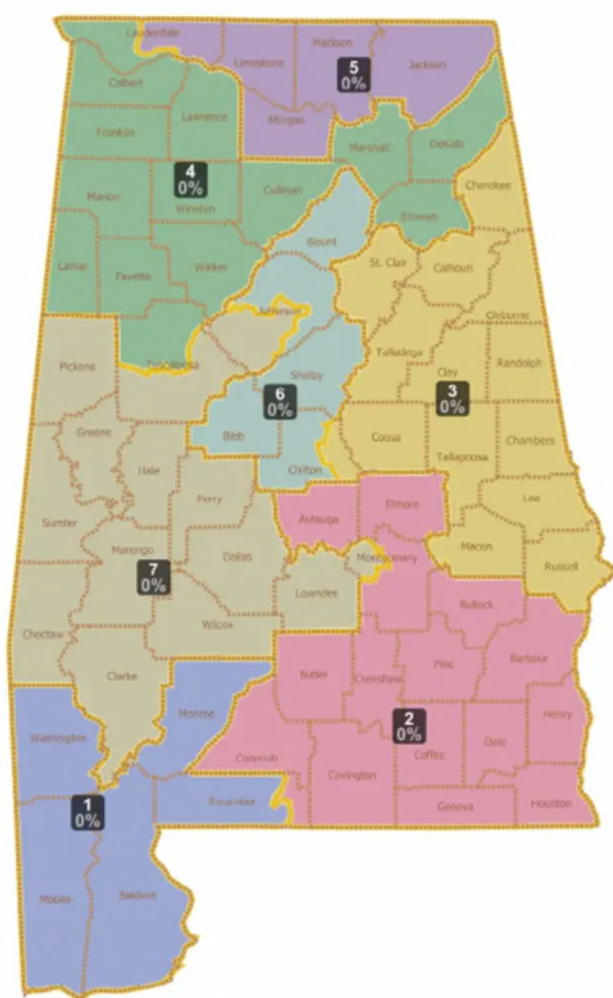 Lauderdale
Limestone
Madison
Jackson
5
0%
Colbert
Lawrence
Morgan
Franklin
Marshall
DeKalb
4
0%
Cullman
Cherokee
Marion
Winston
Etowah
Blount
St. Clair
Calhoun
Lamar
Fayette
Walker
Jefferson
Cleburne
Talladega
Pickens
Tuscaloosa
Shelby
Clay
Randolph
6
0%
3
0%
Greene
Bibb
Coosa
Tallapoosa
Chambers
Hale
Chilton
Perry
Lee
Sumter
Autauga
Elmore
Marengo
Dallas
Montgomery
Macon
Russell
7
0%
Lowndes
Bullock
Choctaw
Wilcox
Clarke
Butler
Crenshaw
Pike
Barbour
Monroe
Washington
2
0%
Henry
Conecuh
Covington
Coffee
Dale
1
0%
Escambia
Geneva
Houston
Mobile
Baldwin